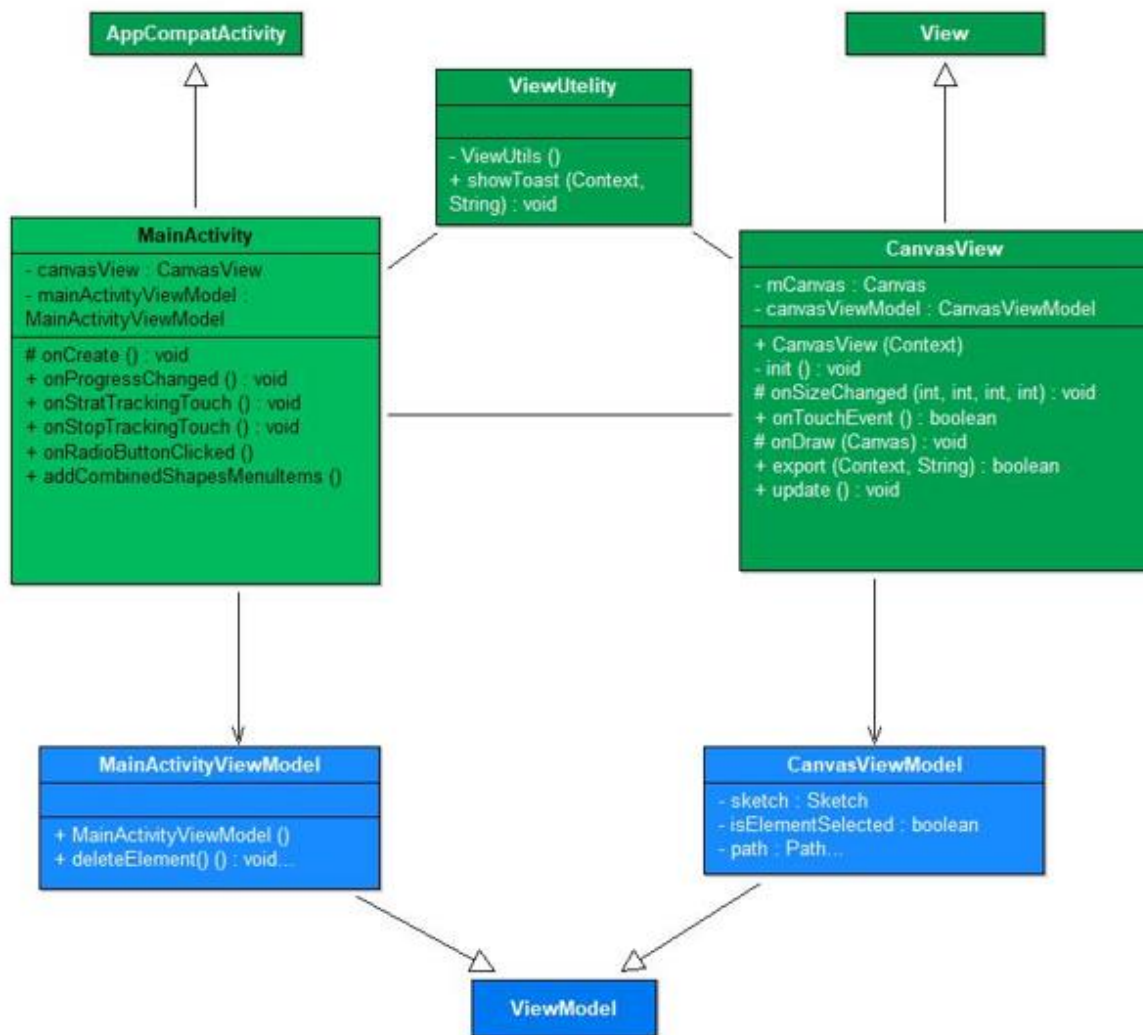 AppCompatActivity
View
ViewUtelity
- ViewUtils ()
+ showToast (Context,
String) : void
MainActivity
- canvasView : CanvasView
- mainActivityViewModel :
MainActivityViewModel
# onCreate () : void
+ onProgressChanged () : void
+ onStratTrackingTouch () : void
+ onStopTrackingTouch () : void
+ onRadioButtonClicked ()
+ addCombinedShapesMenuItems ()
CanvasView
- mCanvas : Canvas
- canvasViewModel : CanvasViewModel
+ CanvasView (Context)
- init () : void
# onSizeChanged (int, int, int, int) : void
+ onTouchEvent () : boolean
# onDraw (Canvas) : void
+ export (Context, String) : boolean
+ update () : void
MainActivityViewModel
+ MainActivityViewModel ()
+ deleteElement() () : void...
CanvasViewModel
- sketch : Sketch
- isElementSelected : boolean
- path : Path...
ViewModel